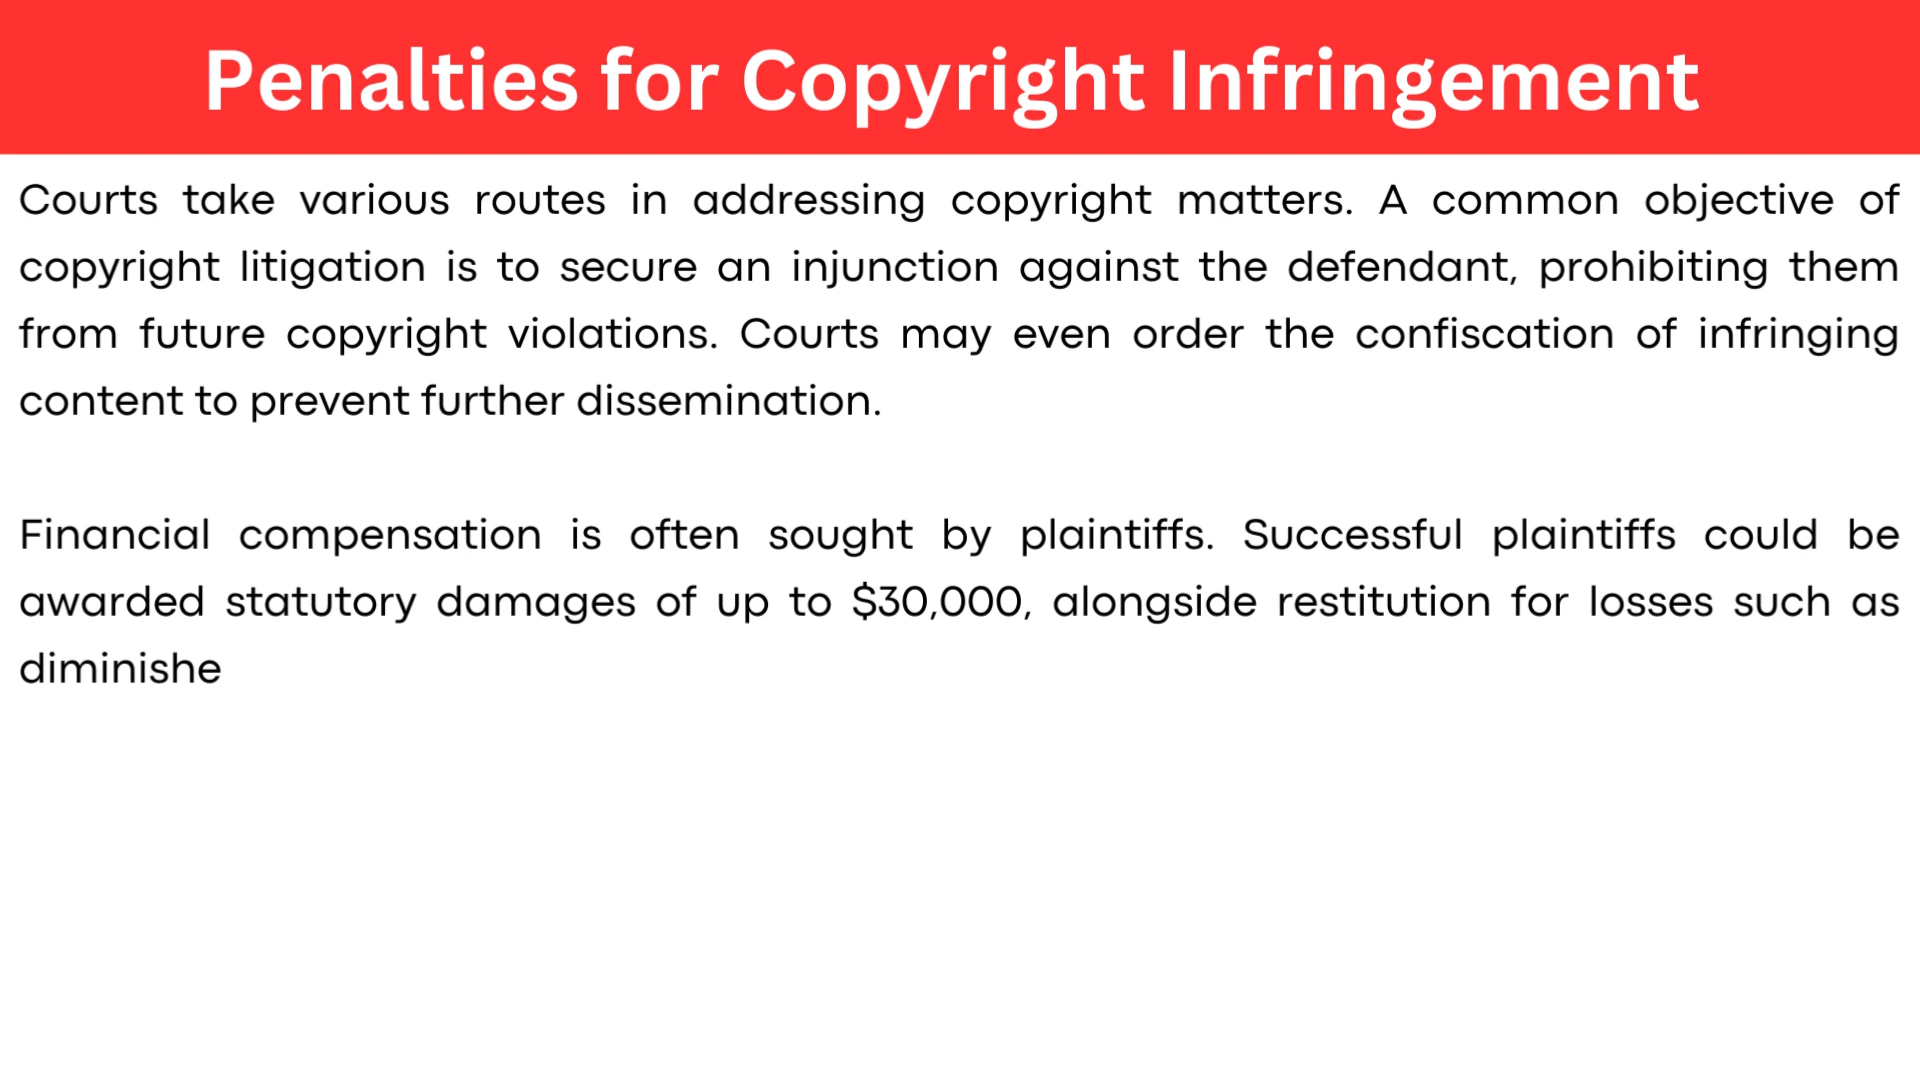 Penalties for Copyright Infringement
Courts take various routes in addressing copyright matters. A common objective of
copyright litigation is to secure an injunction against the defendant, prohibiting them
from future copyright violations. Courts may even order the confiscation of infringing
content to prevent further dissemination.
Financial compensation is often sought by plaintiffs. Successful plaintiffs could be
awarded statutory damages of up to $30,000, alongside restitution for losses such as
diminishe